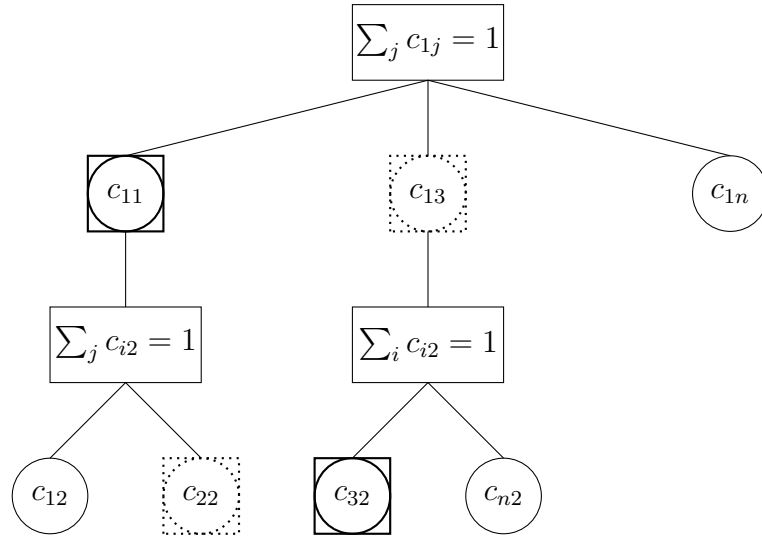 ∑_j c_{1j} = 1
c_{11}
c_{13}
c_{1n}
∑_j c_{i2} = 1
∑_i c_{i2} = 1
c_{12}
c_{22}
c_{32}
c_{n2}